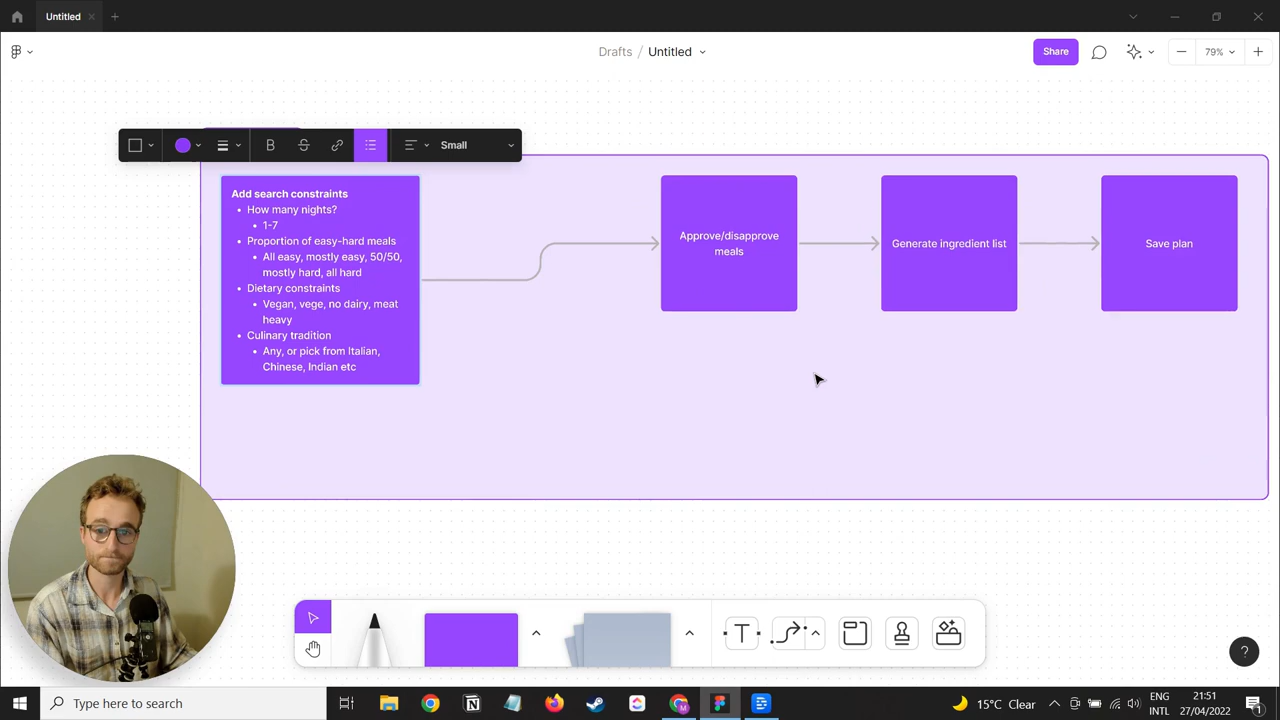 Untitled
Drafts / Untitled
Share
79%
Small
Add search constraints
• How many nights?
• 1-7
• Proportion of easy-hard meals
• All easy, mostly easy, 50/50,
mostly hard, all hard
• Dietary constraints
• Vegan, vege, no dairy, meat
heavy
• Culinary tradition
• Any, or pick from Italian,
Chinese, Indian etc
Approve/disapprove
meals
Generate ingredient list
Save plan
?
Type here to search
15°C Clear
ENG
INTL
21:51
27/04/2022